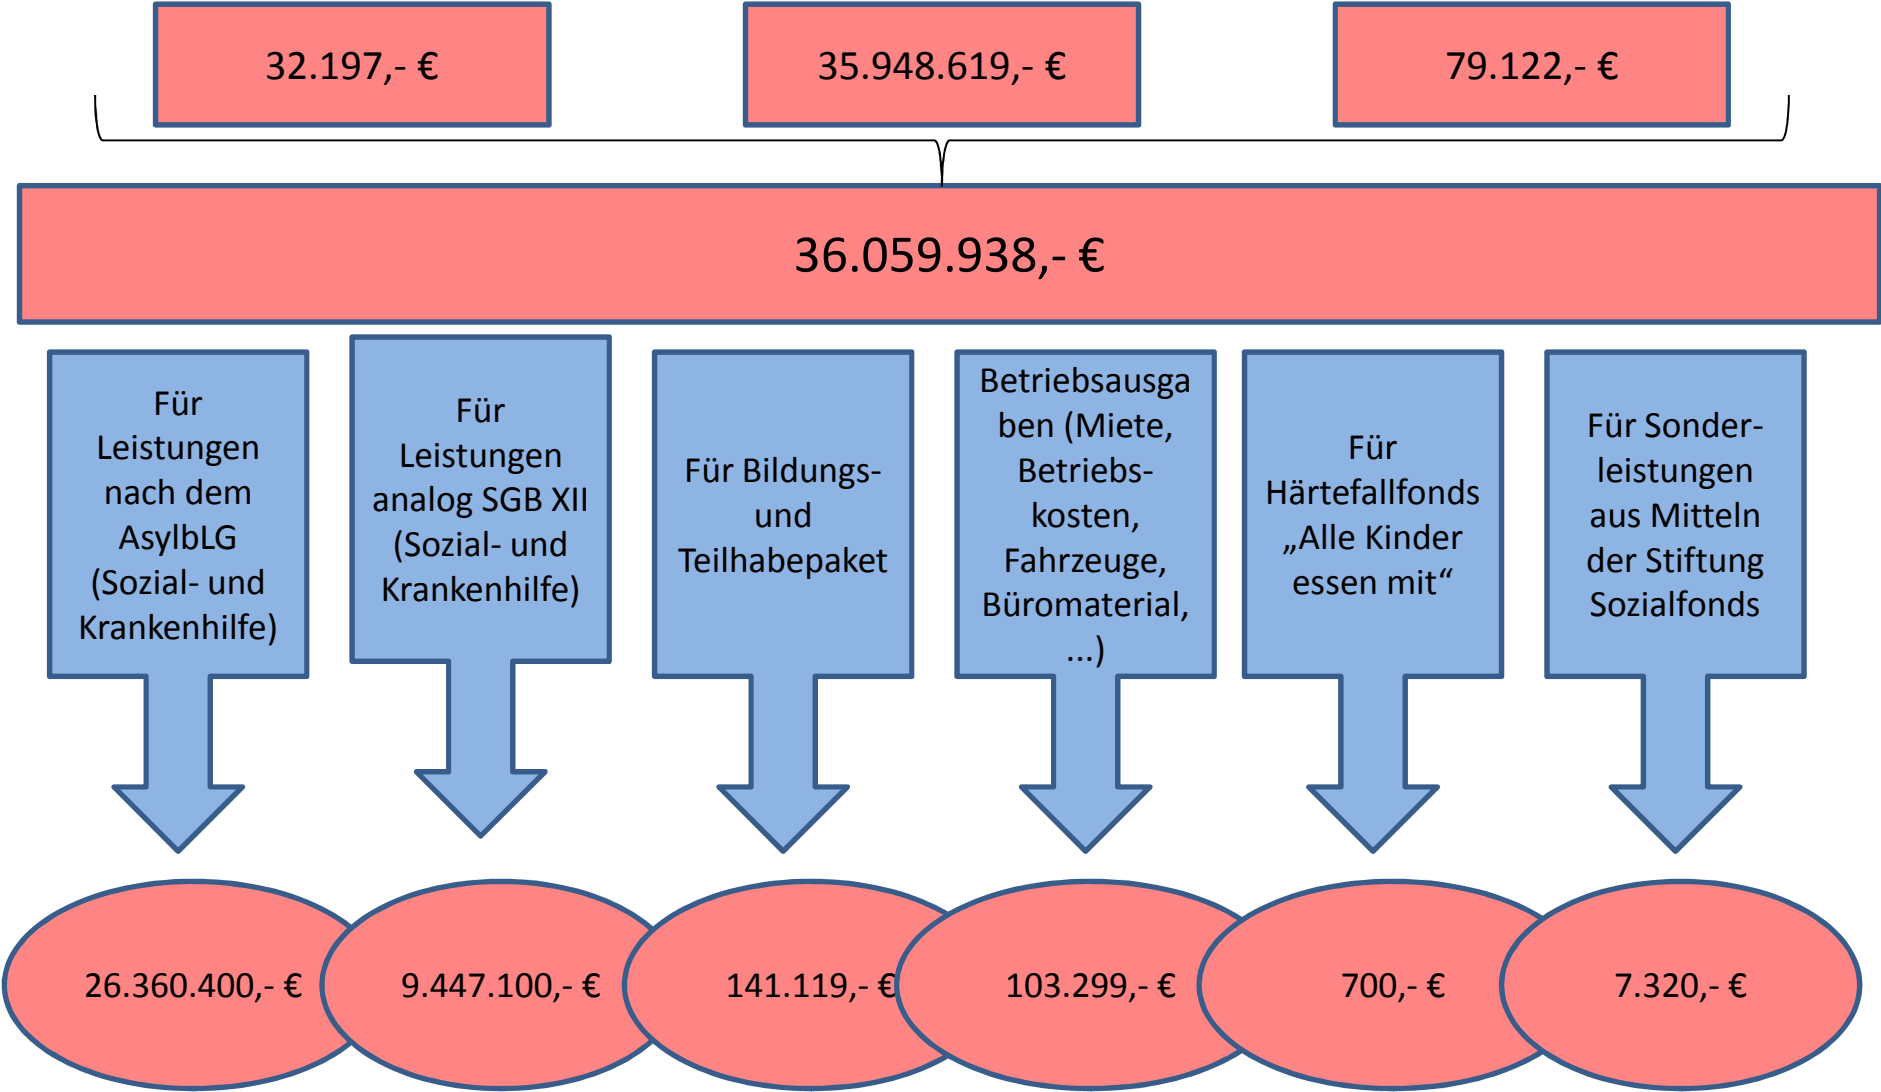 32.197,- €
35.948.619,- €
79.122,- €
36.059.938,- €
Für
Leistungen
nach dem
AsylbLG
(Sozial- und
Krankenhilfe)
Für
Leistungen
analog SGB XII
(Sozial- und
Krankenhilfe)
Für Bildungs-
und
Teilhabepaket
Betriebsausga
ben (Miete,
Betriebs-
kosten,
Fahrzeuge,
Büromaterial,
...)
Für
Härtefallfonds
„Alle Kinder
essen mit“
Für Sonder-
leistungen
aus Mitteln
der Stiftung
Sozialfonds
26.360.400,- €
9.447.100,- €
141.119,- €
103.299,- €
700,- €
7.320,- €